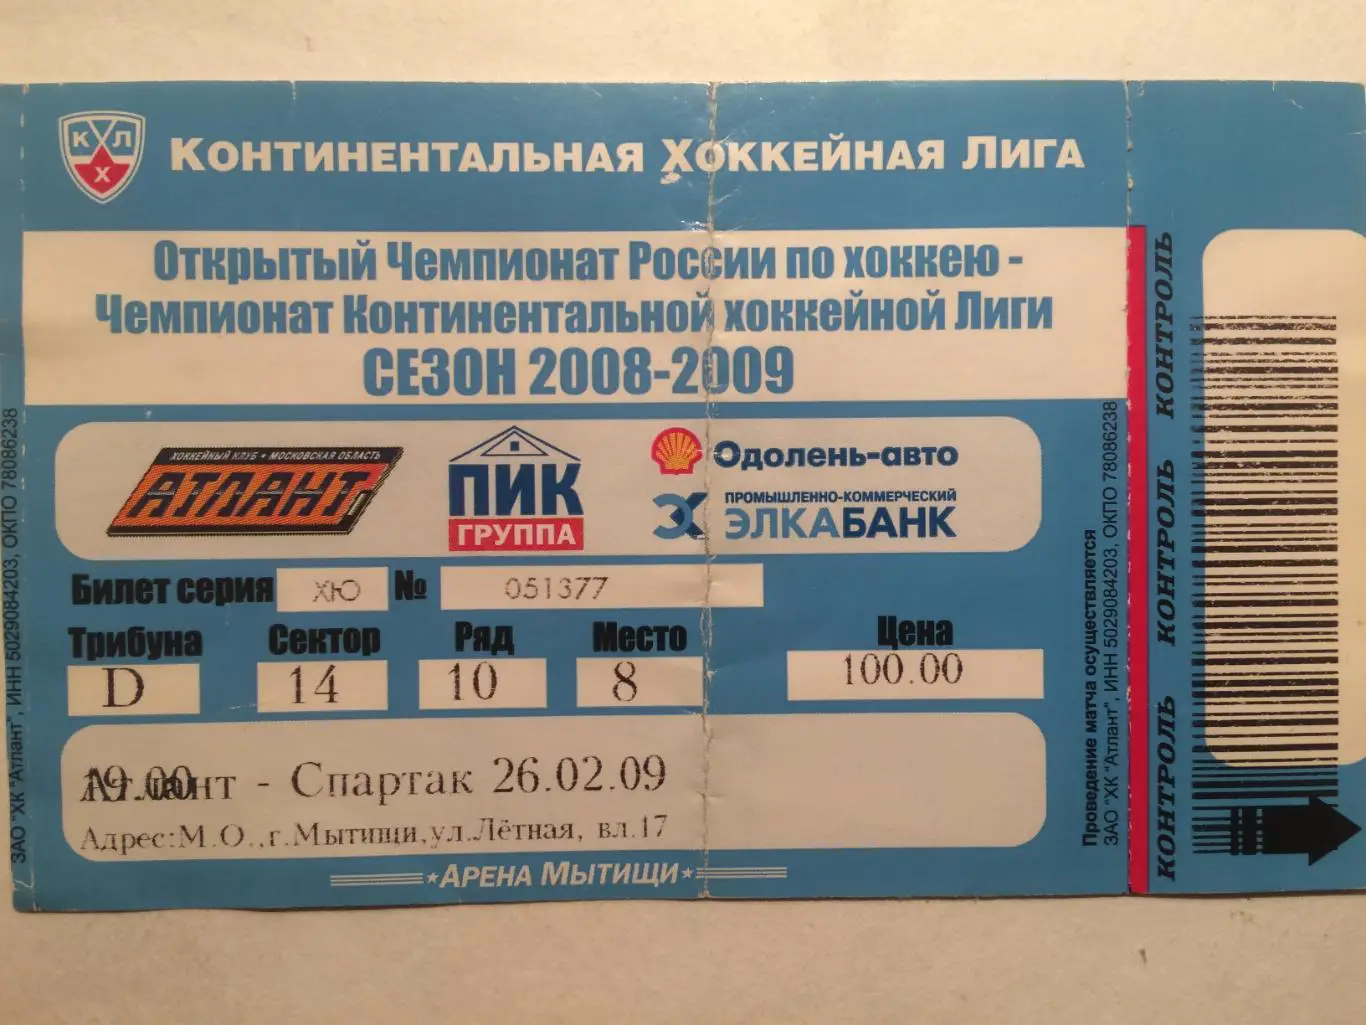 КХЛ
Континентальная Хоккейная Лига
Открытый Чемпионат России по хоккею -
Чемпионат Континентальной хоккейной Лиги
СЕЗОН 2008-2009
ХОККЕЙНЫЙ КЛУБ • МОСКОВСКАЯ ОБЛАСТЬ
АТЛАНТ
ПИК
ГРУППА
Одолень-авто
ПРОМЫШЛЕННО-КОММЕРЧЕСКИЙ
ЭЛКАБАНК
Билет серия ХЮ № 051377
Трибуна Сектор Ряд Место Цена
D 14 10 8 100.00
19.00
Атлант - Спартак 26.02.09
Адрес:М.О.,г.Мытищи,ул.Лётная, вл.17
АРЕНА МЫТИЩИ
ЗАО "ХК "Атлант", ИНН 5029084203, ОКПО 78086238
Проведение матча осуществляется
ЗАО "ХК "Атлант", ИНН 5029084203, ОКПО 78086238
КОНТРОЛЬ КОНТРОЛЬ КОНТРОЛЬ